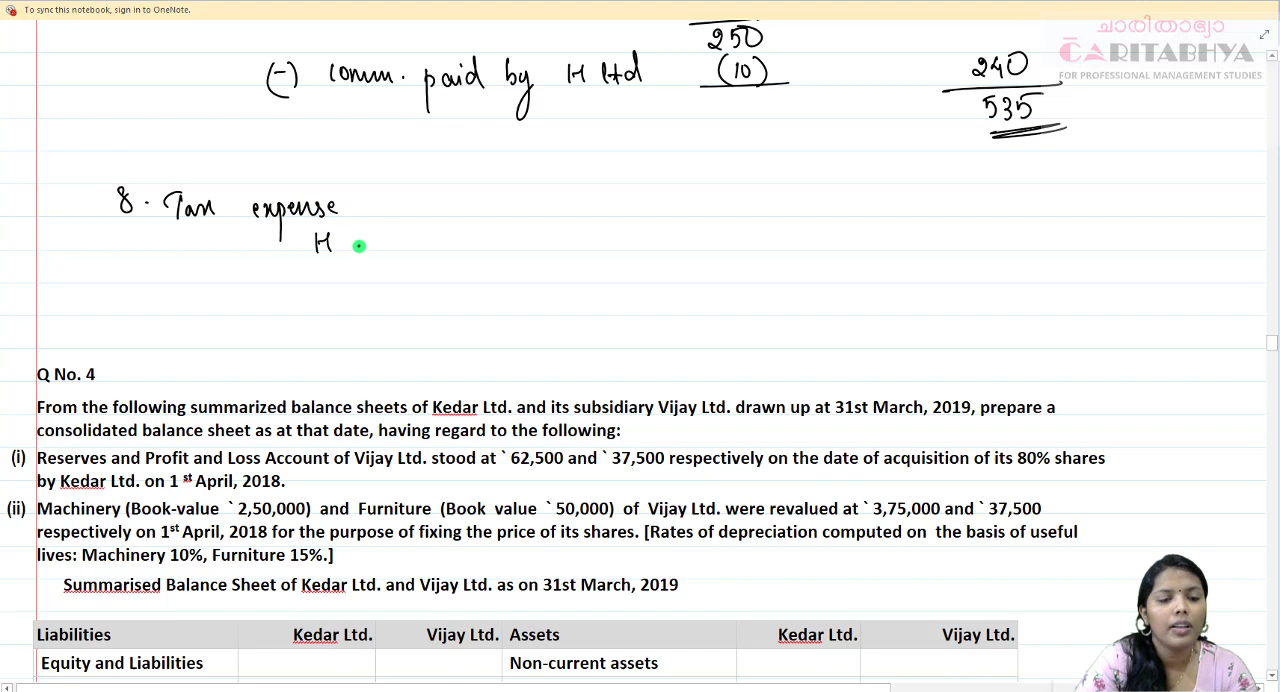 To sync this notebook, sign in to OneNote.
ചാരിതാഭ്യാ
CARITABHYA
FOR PROFESSIONAL MANAGEMENT STUDIES
250
(-) comm. paid by H ltd (10) 240
535
8. Tax expense
H
Q No. 4
From the following summarized balance sheets of Kedar Ltd. and its subsidiary Vijay Ltd. drawn up at 31st March, 2019, prepare a
consolidated balance sheet as at that date, having regard to the following:
(i) Reserves and Profit and Loss Account of Vijay Ltd. stood at ` 62,500 and ` 37,500 respectively on the date of acquisition of its 80% shares
by Kedar Ltd. on 1 st April, 2018.
(ii) Machinery (Book-value ` 2,50,000) and Furniture (Book value ` 50,000) of Vijay Ltd. were revalued at ` 3,75,000 and ` 37,500
respectively on 1st April, 2018 for the purpose of fixing the price of its shares. [Rates of depreciation computed on the basis of useful
lives: Machinery 10%, Furniture 15%.]
Summarised Balance Sheet of Kedar Ltd. and Vijay Ltd. as on 31st March, 2019
Liabilities Kedar Ltd. Vijay Ltd. Assets Kedar Ltd. Vijay Ltd.
Equity and Liabilities Non-current assets